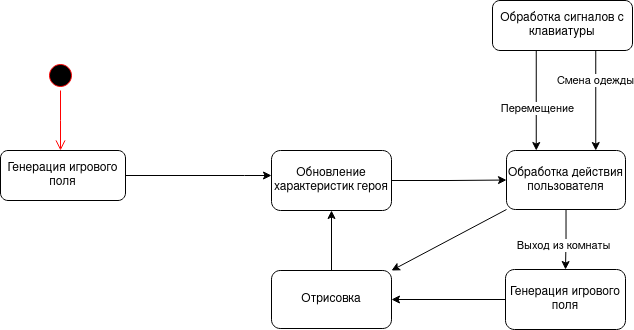 Обработка сигналов с
клавиатуры
Смена одежды
Перемещение
Генерация игрового
поля
Обновление
характеристик героя
Обработка действия
пользователя
Выход из комнаты
Отрисовка
Генерация игрового
поля